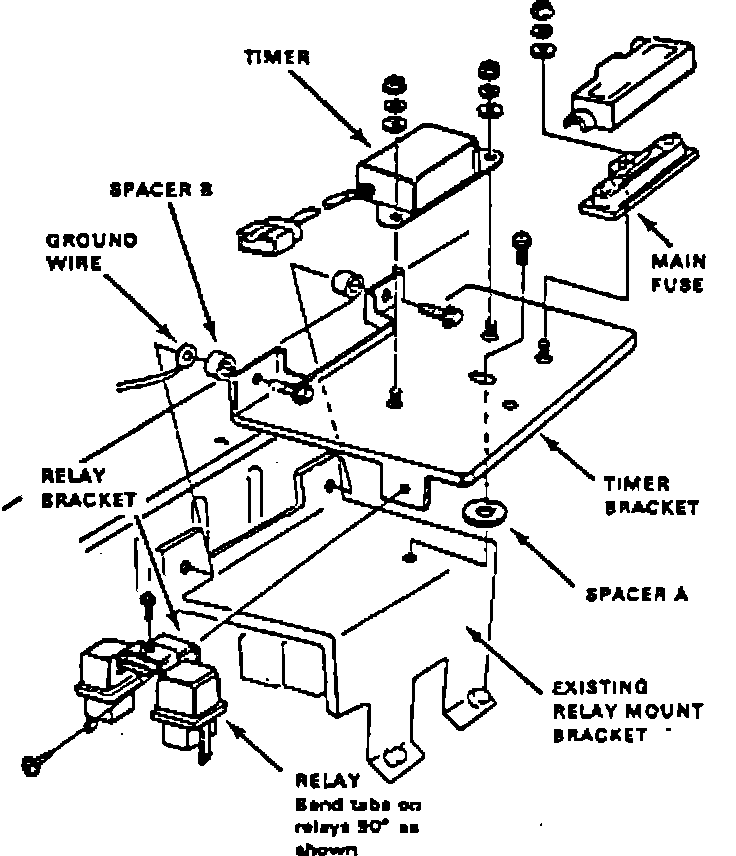 TIMER
SPACER B
GROUND
WIRE
MAIN
FUSE
RELAY
BRACKET
TIMER
BRACKET
SPACER A
EXISTING
RELAY MOUNT
BRACKET
RELAY
Bend tabs on
relays 90° as
shown